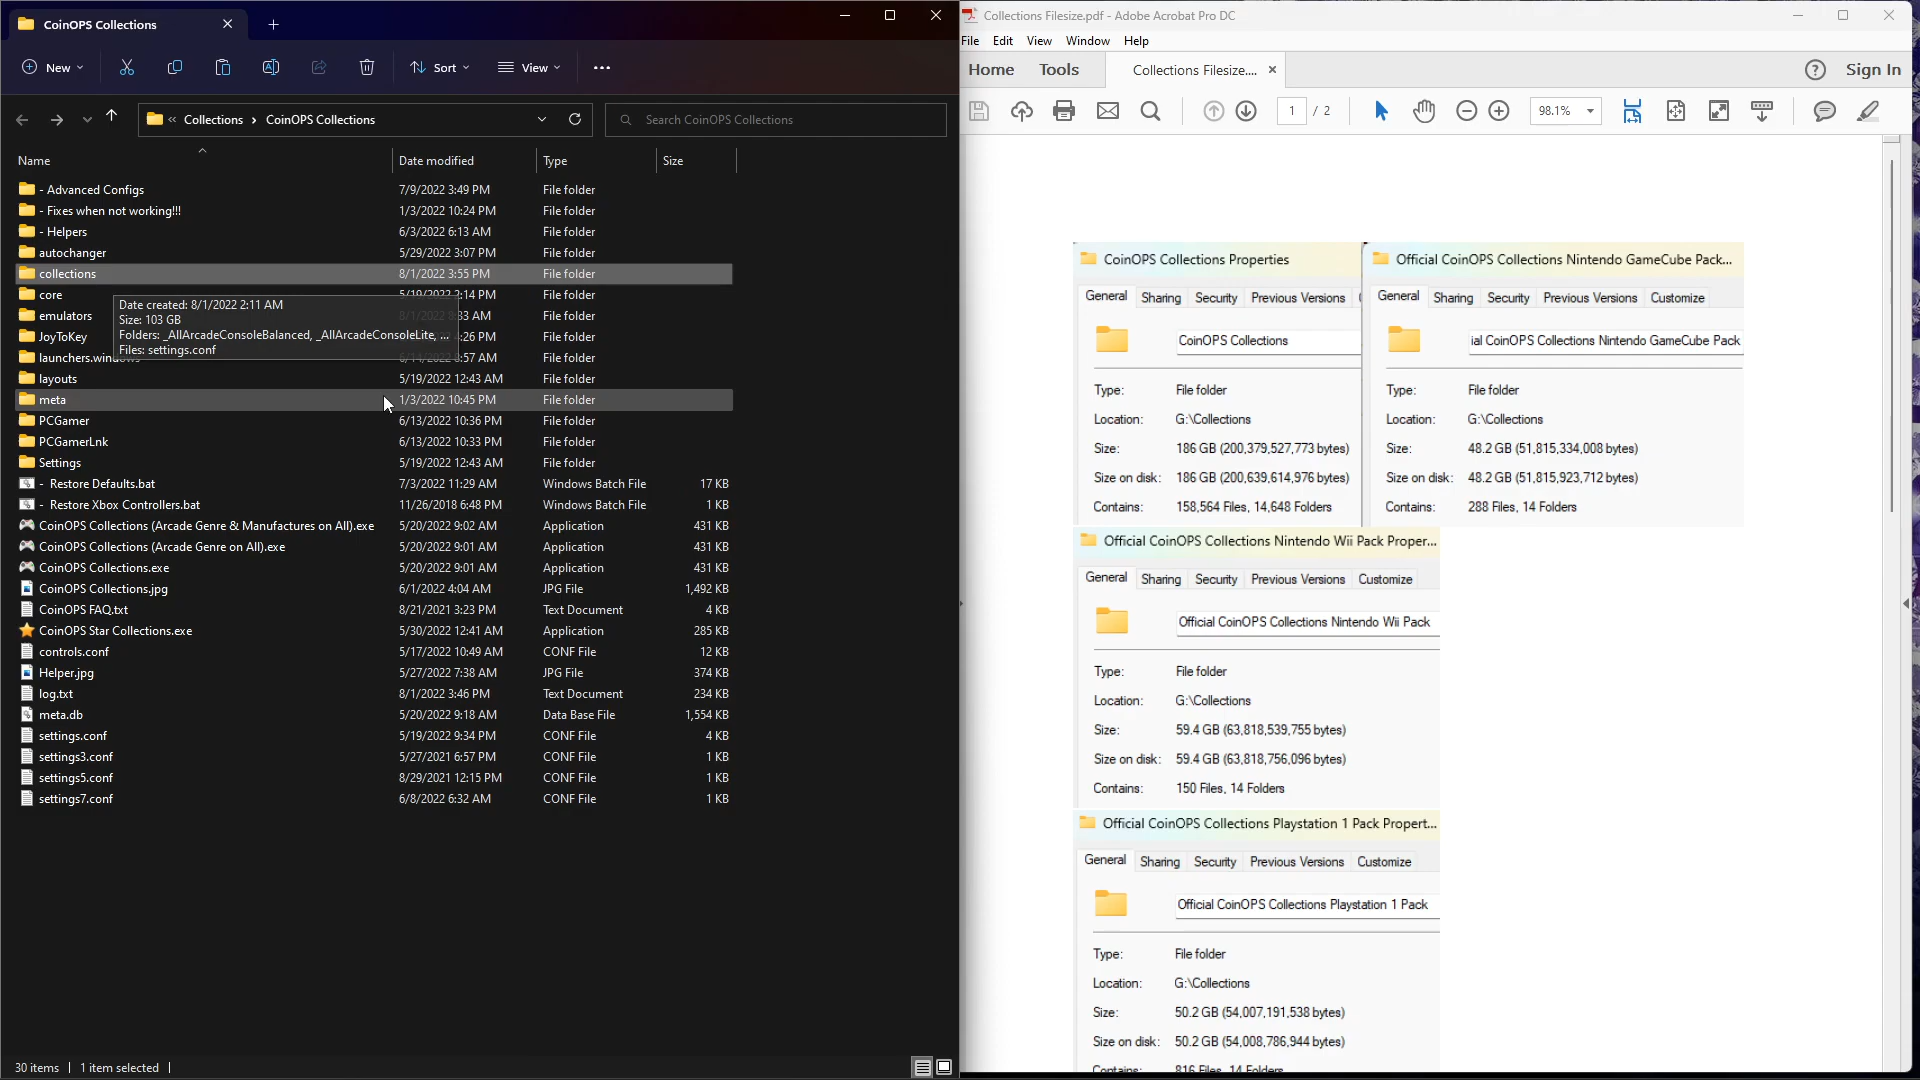 CoinOPS Collections
New
Sort
View
Collections
CoinOPS Collections
Search CoinOPS Collections
Name Date modified Type Size
- Advanced Configs 7/9/2022 3:49 PM File folder
- Fixes when not working!!! 1/3/2022 10:24 PM File folder
- Helpers 6/3/2022 6:13 AM File folder
autochanger 5/29/2022 3:07 PM File folder
collections 8/1/2022 3:55 PM File folder
core 5/19/2022 2:14 PM File folder
emulators File folder
JoyToKey File folder
launchers.windows File folder
Date created: 8/1/2022 2:11 AM
Size: 103 GB
Folders: _AllArcadeConsoleBalanced, _AllArcadeConsoleLite, ...
Files: settings.conf
layouts 5/19/2022 12:43 AM File folder
meta 1/3/2022 10:45 PM File folder
PCGamer 6/13/2022 10:36 PM File folder
PCGamerLnk 6/13/2022 10:33 PM File folder
Settings 5/19/2022 12:43 AM File folder
- Restore Defaults.bat 7/3/2022 11:29 AM Windows Batch File 17 KB
- Restore Xbox Controllers.bat 11/26/2018 6:48 PM Windows Batch File 1 KB
CoinOPS Collections (Arcade Genre & Manufactures on All).exe 5/20/2022 9:02 AM Application 431 KB
CoinOPS Collections (Arcade Genre on All).exe 5/20/2022 9:01 AM Application 431 KB
CoinOPS Collections.exe 5/20/2022 9:01 AM Application 431 KB
CoinOPS Collections.jpg 6/1/2022 4:04 AM JPG File 1,492 KB
CoinOPS FAQ.txt 8/21/2021 3:23 PM Text Document 4 KB
CoinOPS Star Collections.exe 5/30/2022 12:41 AM Application 285 KB
controls.conf 5/17/2022 10:49 AM CONF File 12 KB
Helper.jpg 5/27/2022 7:38 AM JPG File 374 KB
log.txt 8/1/2022 3:46 PM Text Document 234 KB
meta.db 5/20/2022 9:18 AM Data Base File 1,554 KB
settings.conf 5/19/2022 9:34 PM CONF File 4 KB
settings3.conf 5/27/2021 6:57 PM CONF File 1 KB
settings5.conf 8/29/2021 12:15 PM CONF File 1 KB
settings7.conf 6/8/2022 6:32 AM CONF File 1 KB
30 items 1 item selected
Collections Filesize.pdf - Adobe Acrobat Pro DC
File Edit View Window Help
Home Tools Collections Filesize.... Sign In
1 / 2 98.1%
CoinOPS Collections Properties
General Sharing Security Previous Versions
CoinOPS Collections
Type: File folder
Location: G:\Collections
Size: 186 GB (200,379,527,773 bytes)
Size on disk: 186 GB (200,639,614,976 bytes)
Contains: 158,564 Files, 14,648 Folders
Official CoinOPS Collections Nintendo GameCube Pack...
General Sharing Security Previous Versions Customize
ial CoinOPS Collections Nintendo GameCube Pack
Type: File folder
Location: G:\Collections
Size: 48.2 GB (51,815,334,008 bytes)
Size on disk: 48.2 GB (51,815,923,712 bytes)
Contains: 288 Files, 14 Folders
Official CoinOPS Collections Nintendo Wii Pack Proper...
General Sharing Security Previous Versions Customize
Official CoinOPS Collections Nintendo Wii Pack
Type: File folder
Location: G:\Collections
Size: 59.4 GB (63,818,539,755 bytes)
Size on disk: 59.4 GB (63,818,756,096 bytes)
Contains: 150 Files, 14 Folders
Official CoinOPS Collections Playstation 1 Pack Propert...
General Sharing Security Previous Versions Customize
Official CoinOPS Collections Playstation 1 Pack
Type: File folder
Location: G:\Collections
Size: 50.2 GB (54,007,191,538 bytes)
Size on disk: 50.2 GB (54,008,786,944 bytes)
Contains: 816 Files, 14 Folders